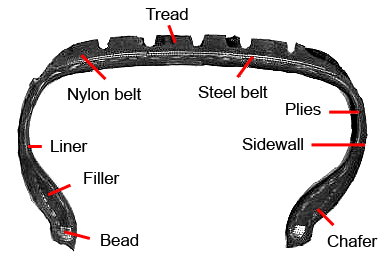 Tread
Nylon belt
Steel belt
Plies
Liner
Sidewall
Filler
Bead
Chafer